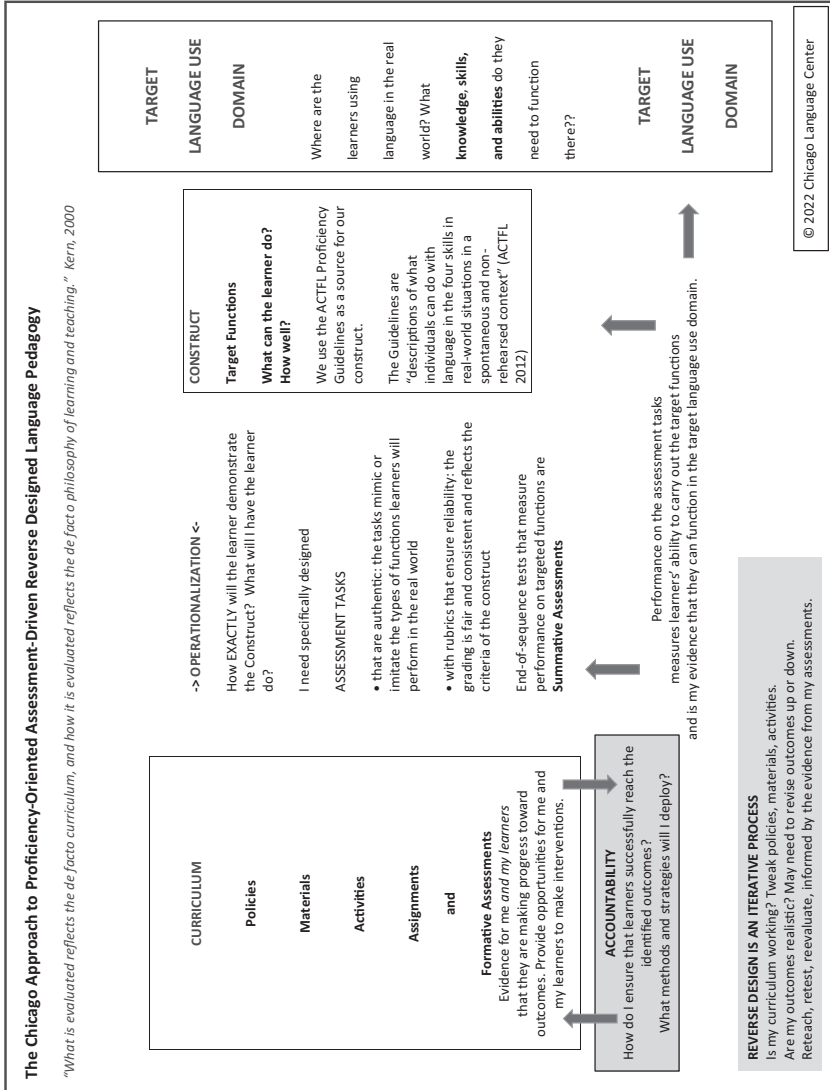 The Chicago Approach to Proficiency-Oriented Assessment-Driven Reverse Designed Language Pedagogy
"What is evaluated reflects the de facto curriculum, and how it is evaluated reflects the de facto philosophy of learning and teaching." Kern, 2000
CURRICULUM
Policies
Materials
Activities
Assignments
and
Formative Assessments
Evidence for me and my learners
that they are making progress toward
outcomes. Provide opportunities for me and
my learners to make interventions.
ACCOUNTABILITY
How do I ensure that learners successfully reach the
identified outcomes?
What methods and strategies will I deploy?
-> OPERATIONALIZATION <-
How EXACTLY will the learner demonstrate
the Construct? What will I have the learner
do?
I need specifically designed
ASSESSMENT TASKS
• that are authentic: the tasks mimic or
imitate the types of functions learners will
perform in the real world
• with rubrics that ensure reliability: the
grading is fair and consistent and reflects the
criteria of the construct
End-of-sequence tests that measure
performance on targeted functions are
Summative Assessments
CONSTRUCT
Target Functions
What can the learner do?
How well?
We use the ACTFL Proficiency
Guidelines as a source for our
construct.
The Guidelines are
"descriptions of what
individuals can do with
language in the four skills in
real-world situations in a
spontaneous and non-
rehearsed context" (ACTFL
2012)
TARGET
LANGUAGE USE
DOMAIN
Where are the
learners using
language in the real
world? What
knowledge, skills,
and abilities do they
need to function
there??
TARGET
LANGUAGE USE
DOMAIN
Performance on the assessment tasks
measures learners' ability to carry out the target functions
and is my evidence that they can function in the target language use domain.
REVERSE DESIGN IS AN ITERATIVE PROCESS
Is my curriculum working? Tweak policies, materials, activities.
Are my outcomes realistic? May need to revise outcomes up or down.
Reteach, retest, reevaluate, informed by the evidence from my assessments.
© 2022 Chicago Language Center